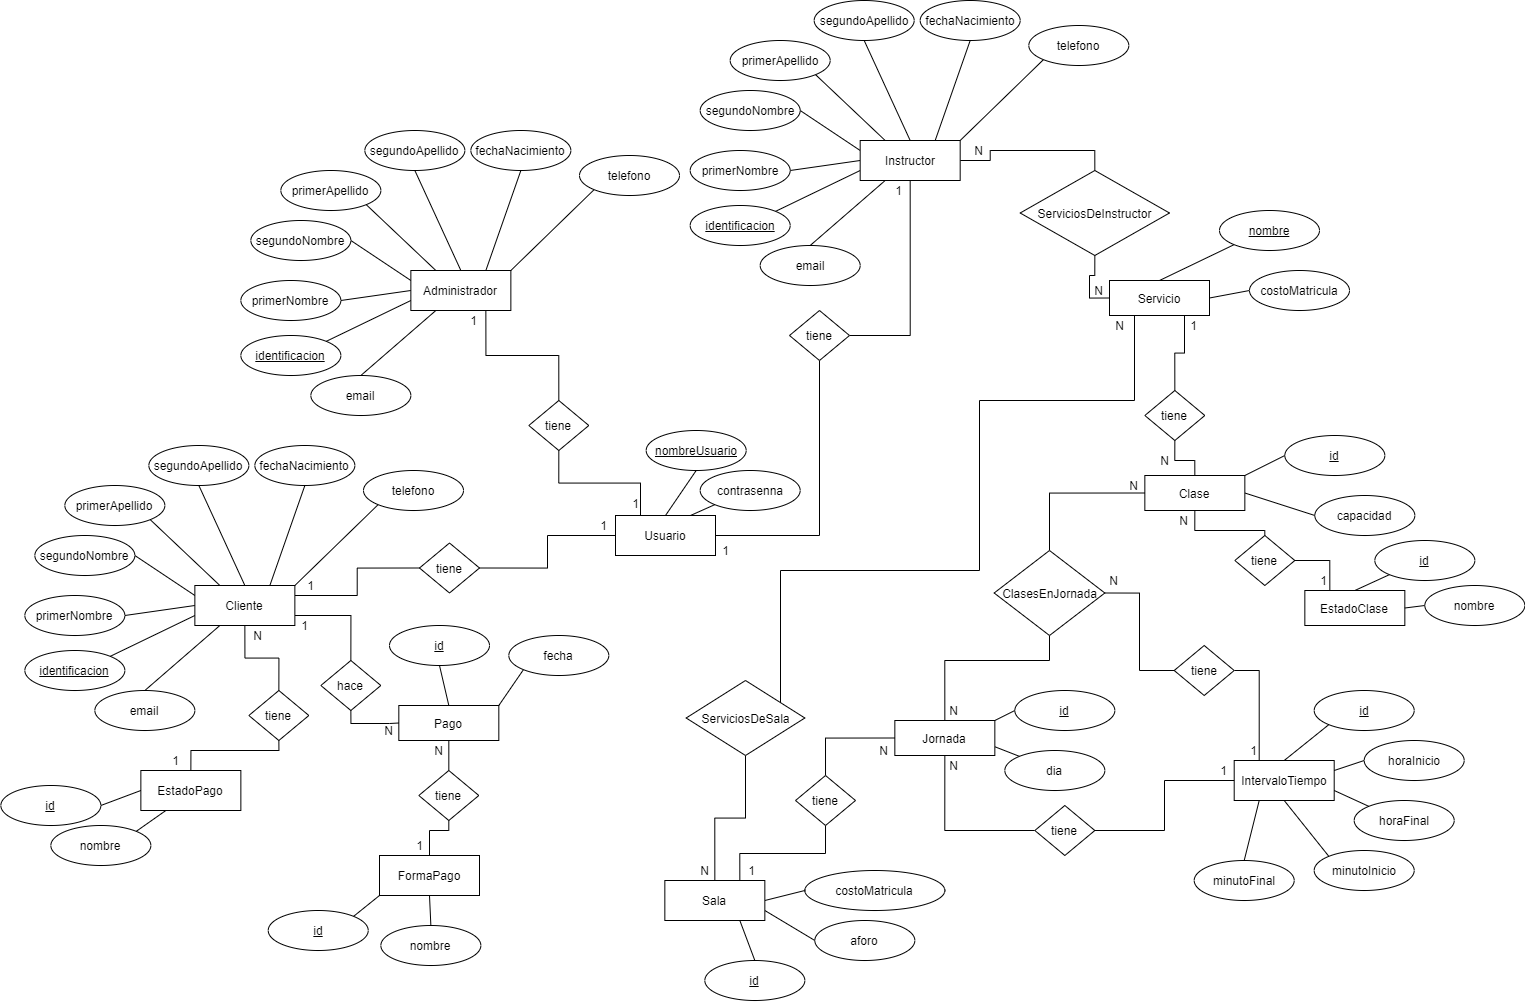 segundoApellido
fechaNacimiento
telefono
primerApellido
segundoNombre
primerNombre
identificacion
email
Instructor
N
1
ServiciosDeInstructor
nombre
costoMatricula
N
Servicio
N
1
segundoApellido
fechaNacimiento
telefono
primerApellido
segundoNombre
primerNombre
identificacion
email
Administrador
1
tiene
tiene
tiene
N
id
capacidad
Clase
N
N
nombreUsuario
contrasenna
1
1
Usuario
1
segundoApellido
fechaNacimiento
telefono
primerApellido
segundoNombre
primerNombre
identificacion
email
Cliente
1
1
N
tiene
tiene
1
id
nombre
EstadoClase
ClasesEnJornada
N
tiene
hace
id
fecha
Pago
N
N
tiene
1
EstadoPago
id
nombre
tiene
1
FormaPago
id
nombre
ServiciosDeSala
N
Jornada
N
N
id
dia
tiene
tiene
1
1
IntervaloTiempo
id
horaInicio
horaFinal
minutoInicio
minutoFinal
N
1
Sala
costoMatricula
aforo
id